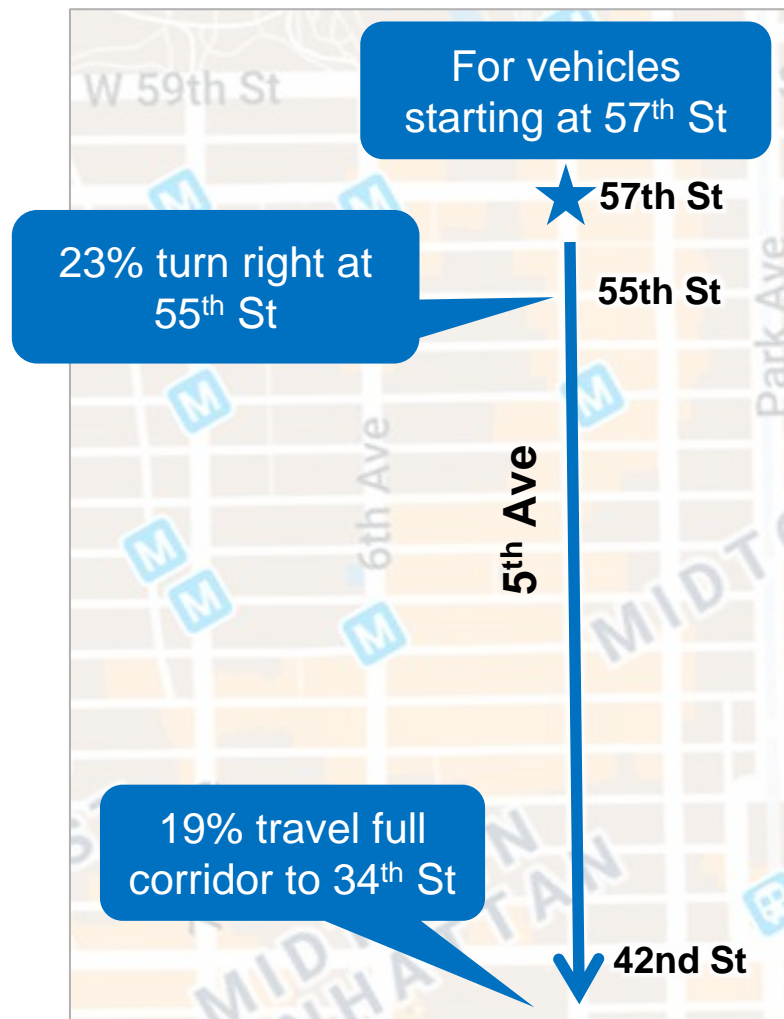 W 59th St
For vehicles
starting at 57th St
M
M
57th St
23% turn right at
55th St
55th St
Park Ave
M
M
6th Ave
5th Ave
M
M
M
MIDT
19% travel full
corridor to 34th St
42nd St
MID